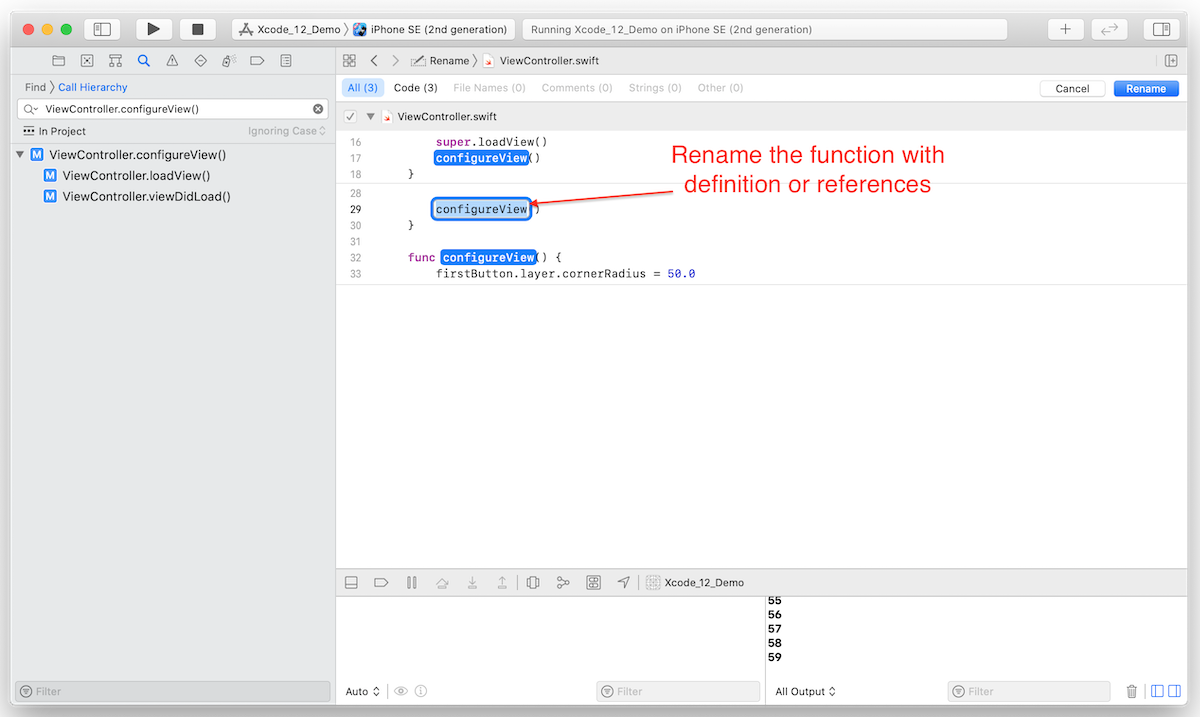 Xcode_12_Demo 〉 iPhone SE (2nd generation)
Running Xcode_12_Demo on iPhone SE (2nd generation)
Find 〉 Call Hierarchy
ViewController.configureView()
In Project
Ignoring Case
M ViewController.configureView()
M ViewController.loadView()
M ViewController.viewDidLoad()
Filter
Rename 〉 ViewController.swift
All (3) Code (3) File Names (0) Comments (0) Strings (0) Other (0)
Cancel
Rename
ViewController.swift
16 super.loadView()
17 configureView()
18 }
28
29 configureView()
30 }
31
32 func configureView() {
33 firstButton.layer.cornerRadius = 50.0
Rename the function with
definition or references
Xcode_12_Demo
55
56
57
58
59
Auto
Filter
All Output
Filter